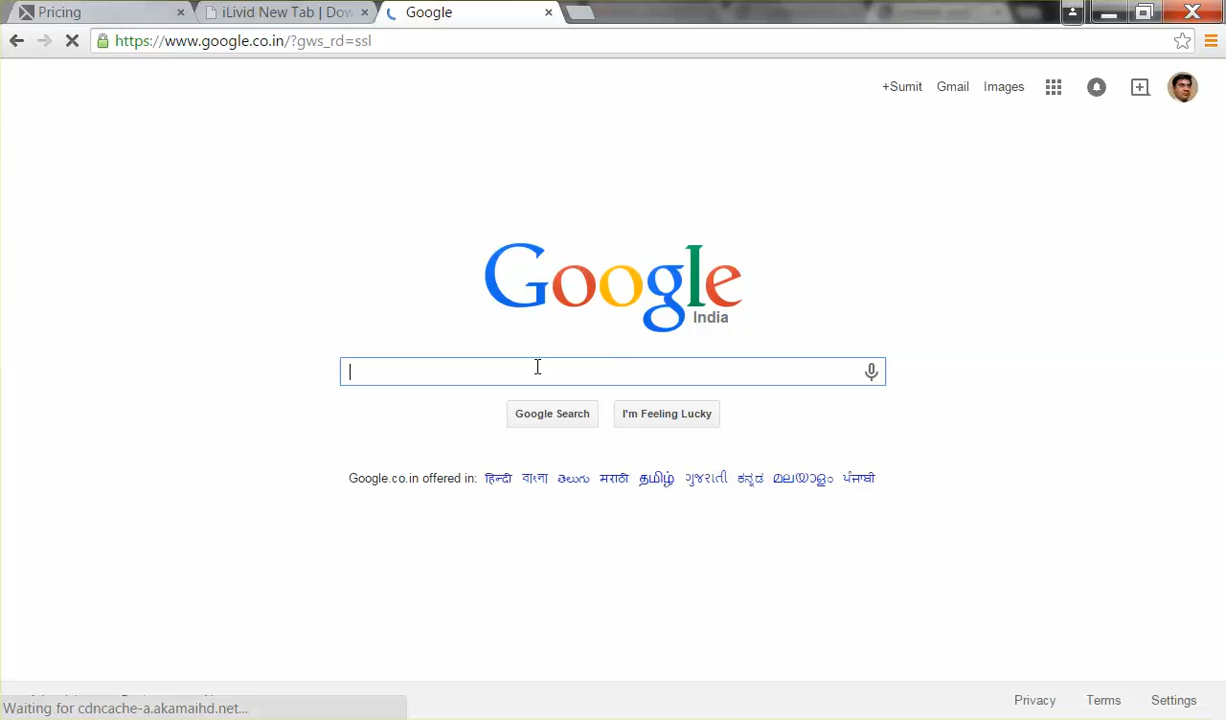 Pricing
iLivid New Tab | Dow
Google
https://www.google.co.in/?gws_rd=ssl
+Sumit Gmail Images
Google
India
Google Search I'm Feeling Lucky
Google.co.in offered in: हिन्दी বাংলা తెలుగు मराठी தமிழ் ગુજરાતી ಕನ್ನಡ മലയാളം ਪੰਜਾਬੀ
Waiting for cdncache-a.akamaihd.net...
Privacy Terms Settings